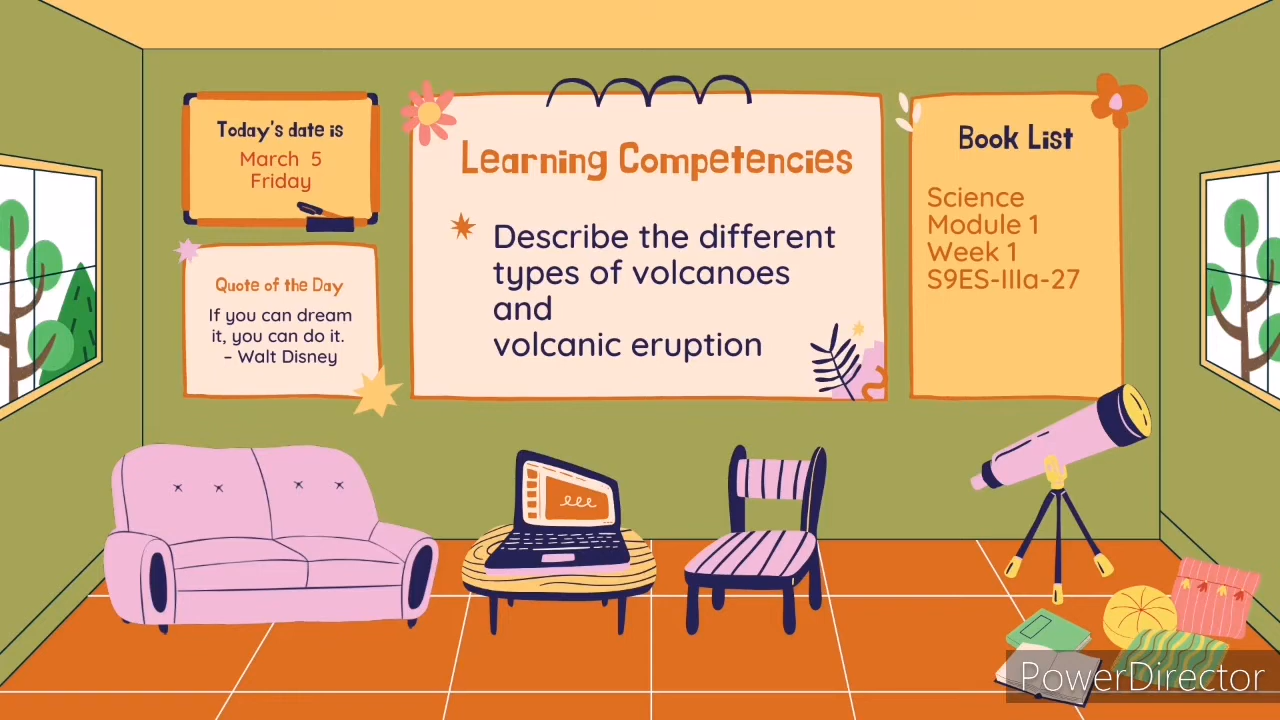 Today's date is
March 5
Friday
Quote of the Day
If you can dream
it, you can do it.
– Walt Disney
Learning Competencies
Describe the different
types of volcanoes
and
volcanic eruption
Book List
Science
Module 1
Week 1
S9ES-IIIa-27
PowerDirector